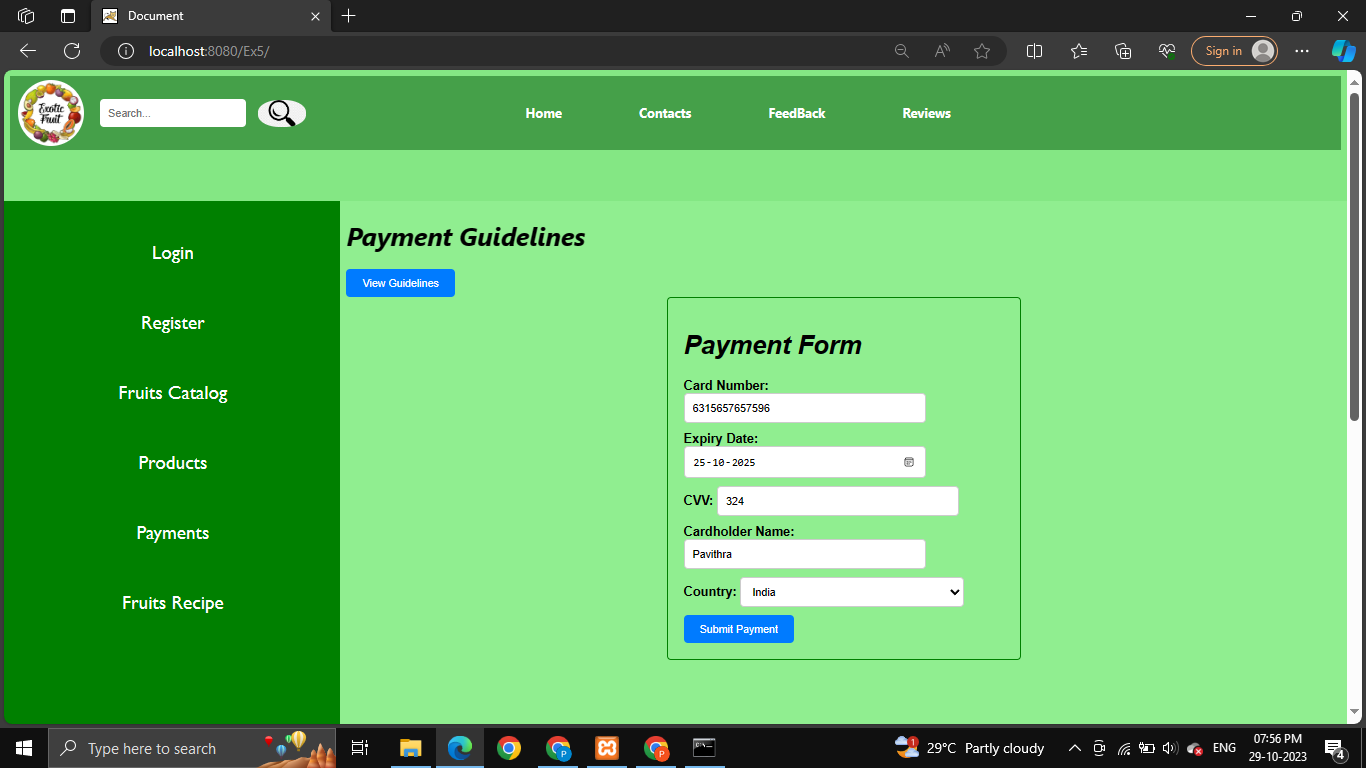 Document
localhost:8080/Ex5/
Sign in
Exotic
Fruit
Search...
Home
Contacts
FeedBack
Reviews
Login
Register
Fruits Catalog
Products
Payments
Fruits Recipe
Payment Guidelines
View Guidelines
Payment Form
Card Number:
6315657657596
Expiry Date:
25-10-2025
CVV: 324
Cardholder Name:
Pavithra
Country: India
Submit Payment
Type here to search
P
P
1
29°C Partly cloudy
ENG
07:56 PM
29-10-2023
4